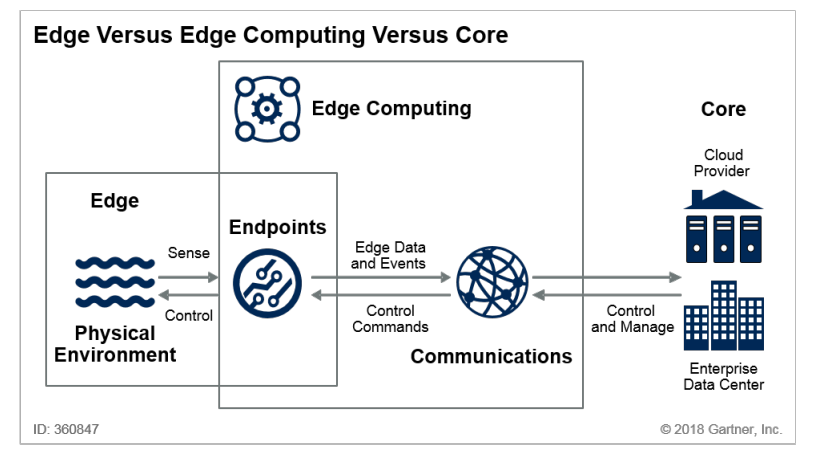 Edge Versus Edge Computing Versus Core
Edge Computing
Core
Cloud
Provider
Edge
Endpoints
Sense
Edge Data
and Events
Control
Control
Commands
Control
and Manage
Physical
Environment
Communications
Enterprise
Data Center
ID: 360847
© 2018 Gartner, Inc.